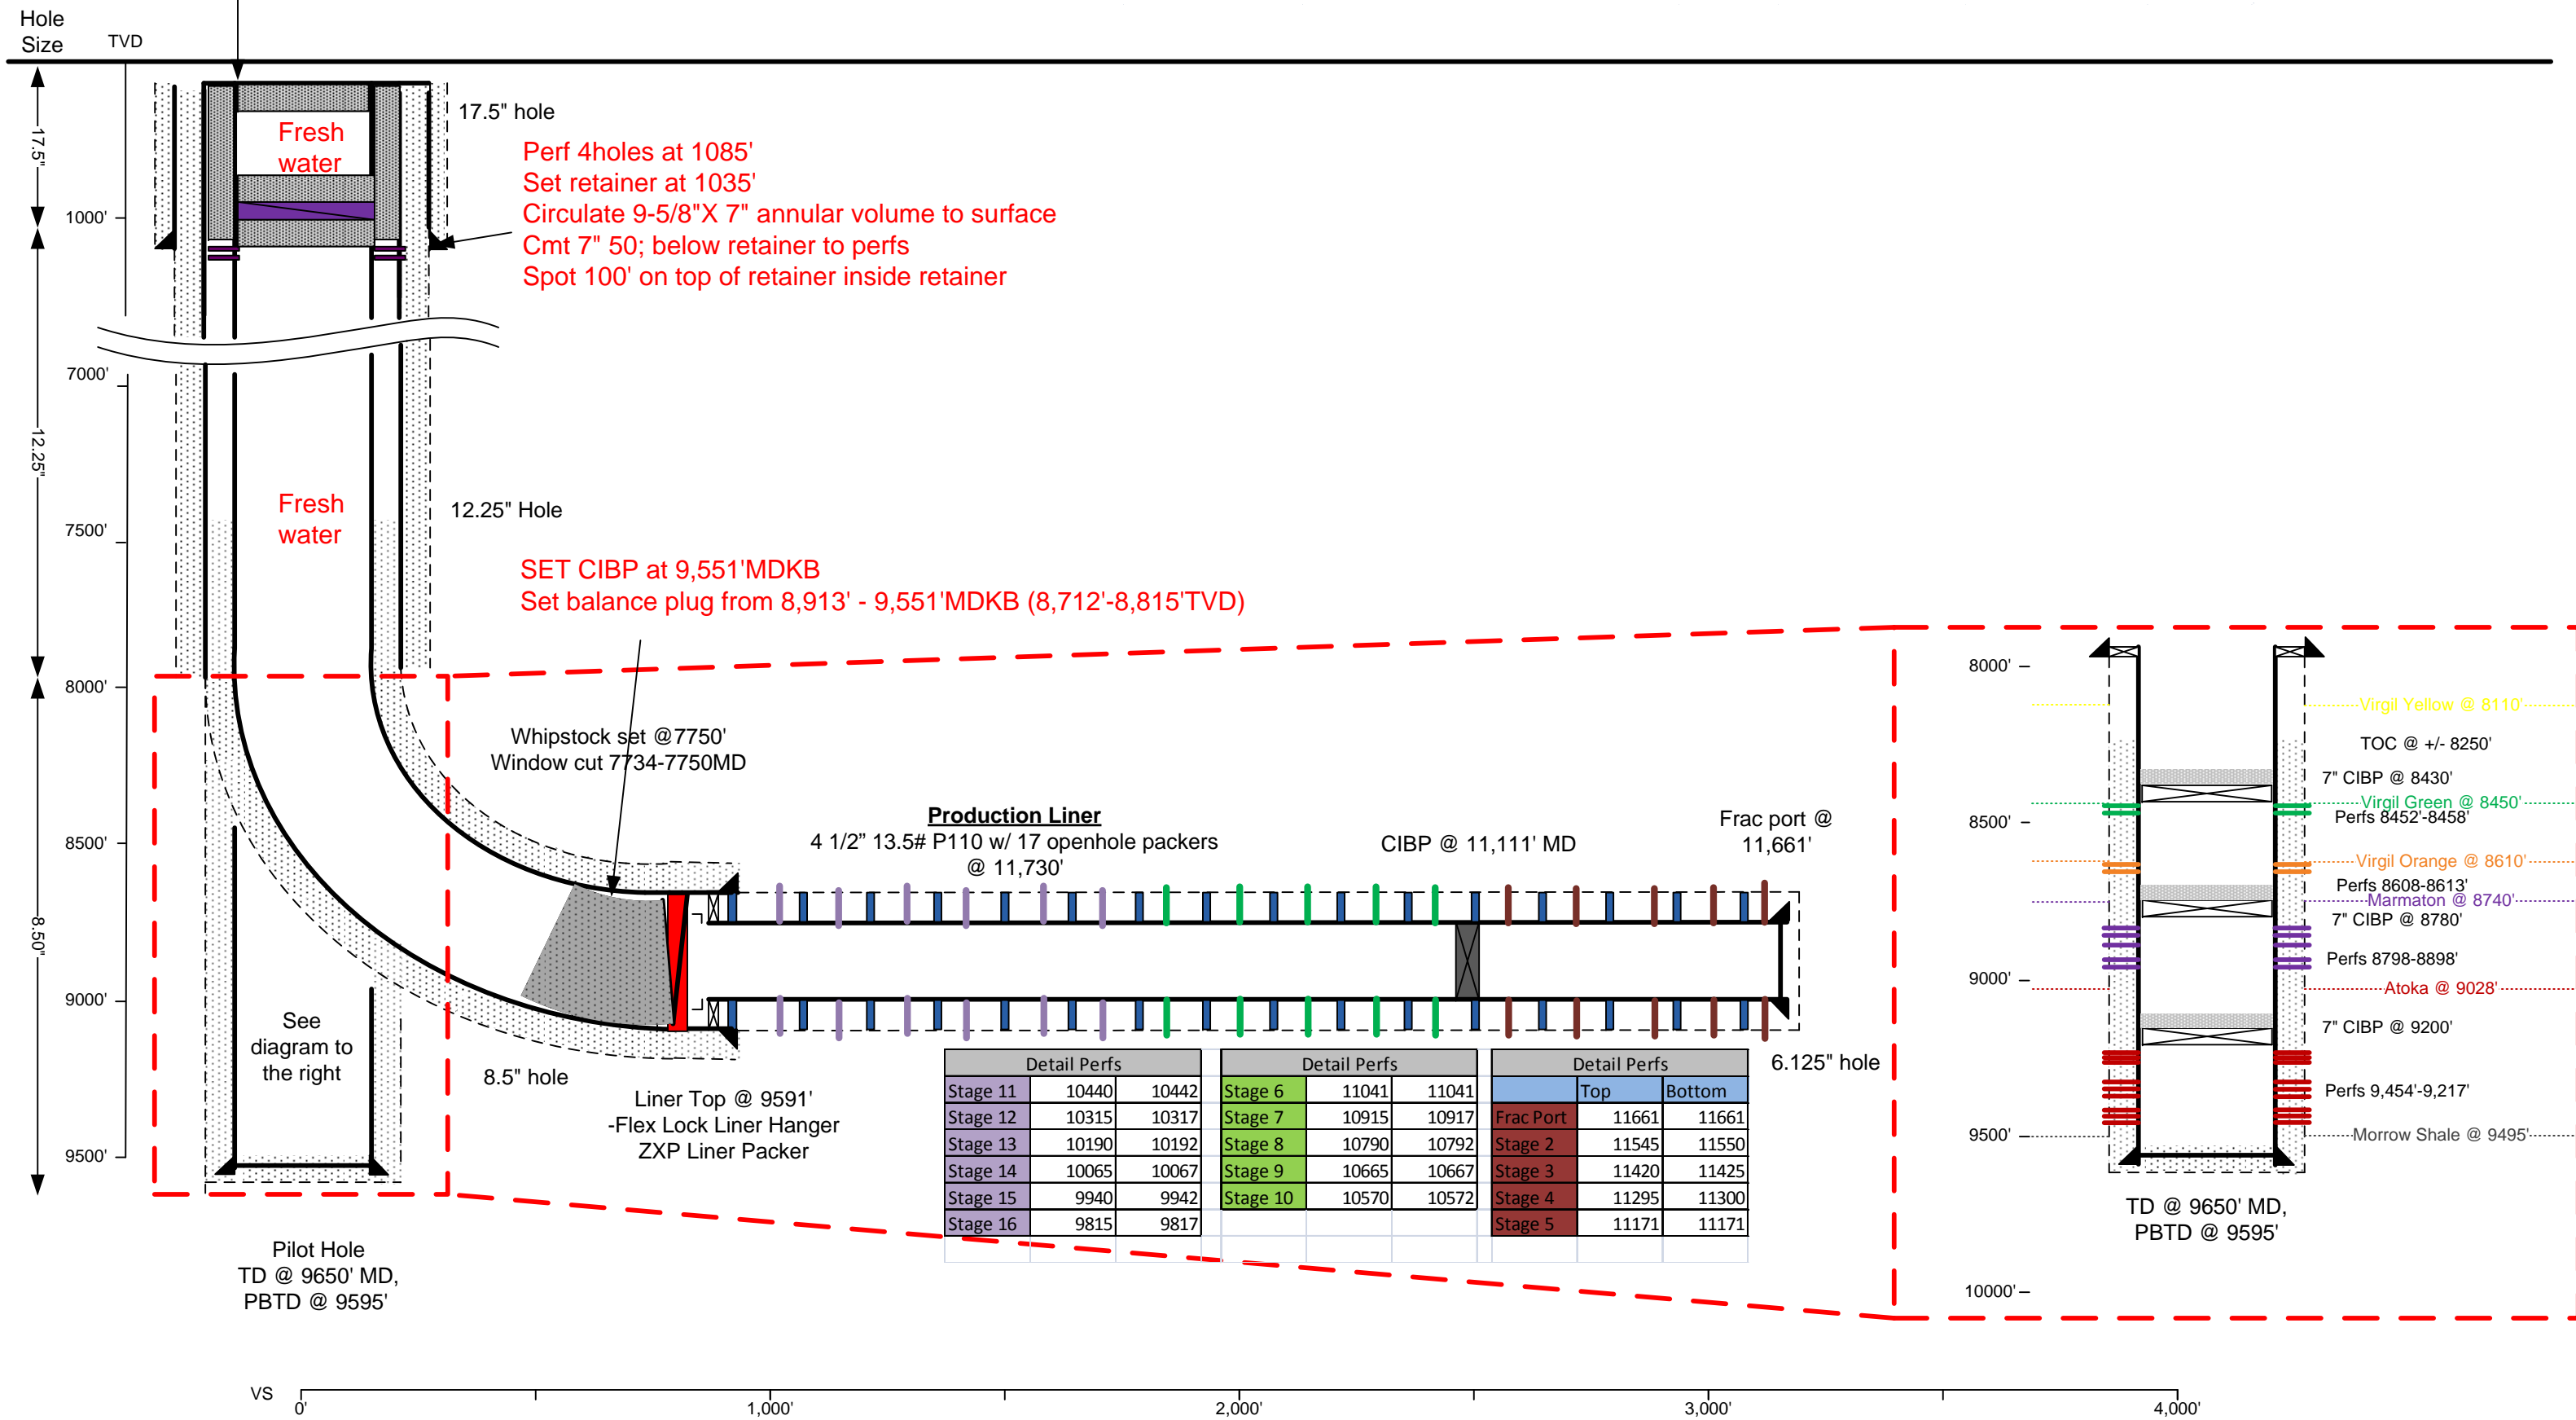 Hole
Size
TVD
17.5"
12.25"
8.50"
1000'
7000'
7500'
8000'
8500'
9000'
9500'
17.5" hole
Fresh
water
Perf 4holes at 1085'
Set retainer at 1035'
Circulate 9-5/8"X 7" annular volume to surface
Cmt 7" 50; below retainer to perfs
Spot 100' on top of retainer inside retainer
Fresh
water
12.25" Hole
SET CIBP at 9,551'MDKB
Set balance plug from 8,913' - 9,551'MDKB (8,712'-8,815'TVD)
Whipstock set @7750'
Window cut 7734-7750MD
Production Liner
4 1/2" 13.5# P110 w/ 17 openhole packers
@ 11,730'
CIBP @ 11,111' MD
Frac port @
11,661'
See
diagram to
the right
8.5" hole
Liner Top @ 9591'
-Flex Lock Liner Hanger
ZXP Liner Packer
6.125" hole
Detail Perfs
Stage 11 10440 10442
Stage 12 10315 10317
Stage 13 10190 10192
Stage 14 10065 10067
Stage 15 9940 9942
Stage 16 9815 9817
Detail Perfs
Stage 6 11041 11041
Stage 7 10915 10917
Stage 8 10790 10792
Stage 9 10665 10667
Stage 10 10570 10572
Detail Perfs
Top Bottom
Frac Port 11661 11661
Stage 2 11545 11550
Stage 3 11420 11425
Stage 4 11295 11300
Stage 5 11171 11171
Pilot Hole
TD @ 9650' MD,
PBTD @ 9595'
8000'
8500'
9000'
9500'
10000'
Virgil Yellow @ 8110'
TOC @ +/- 8250'
7" CIBP @ 8430'
Virgil Green @ 8450'
Perfs 8452'-8458'
Virgil Orange @ 8610'
Perfs 8608-8613'
Marmaton @ 8740'
7" CIBP @ 8780'
Perfs 8798-8898'
Atoka @ 9028'
7" CIBP @ 9200'
Perfs 9,454'-9,217'
Morrow Shale @ 9495'
TD @ 9650' MD,
PBTD @ 9595'
VS
0'
1,000'
2,000'
3,000'
4,000'